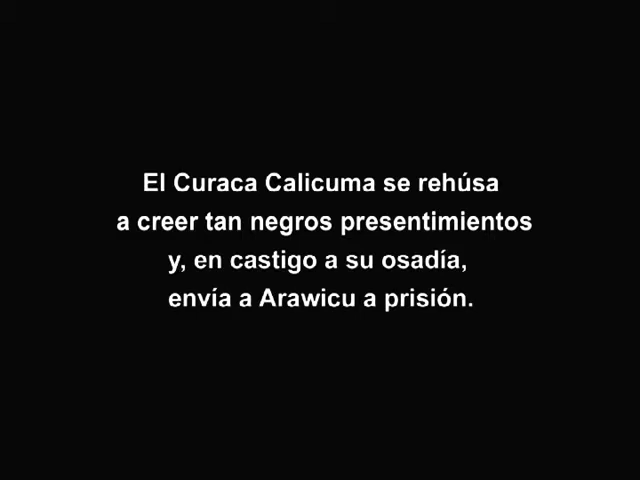 El Curaca Calicuma se rehúsa
a creer tan negros presentimientos
y, en castigo a su osadía,
envía a Arawicu a prisión.